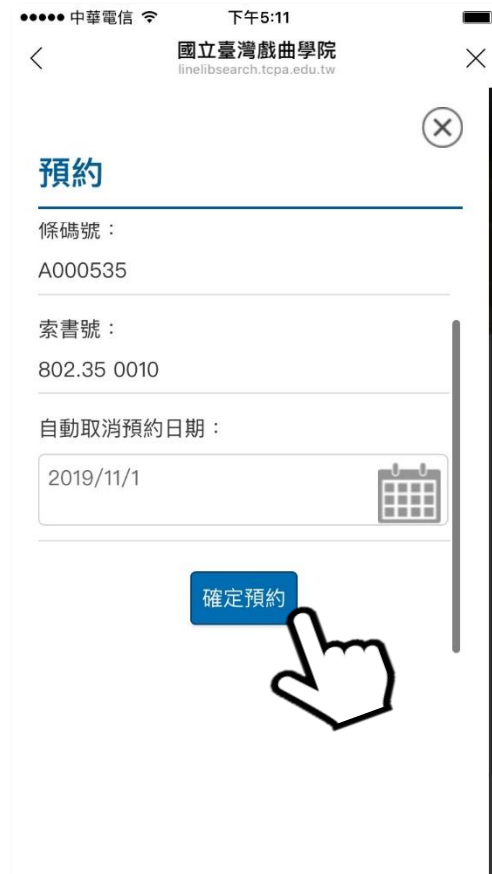 中華電信 下午5:11
國立臺灣戲曲學院
linelibsearch.tcpa.edu.tw
預約
條碼號：
A000535
索書號：
802.35 0010
自動取消預約日期：
2019/11/1
確定預約